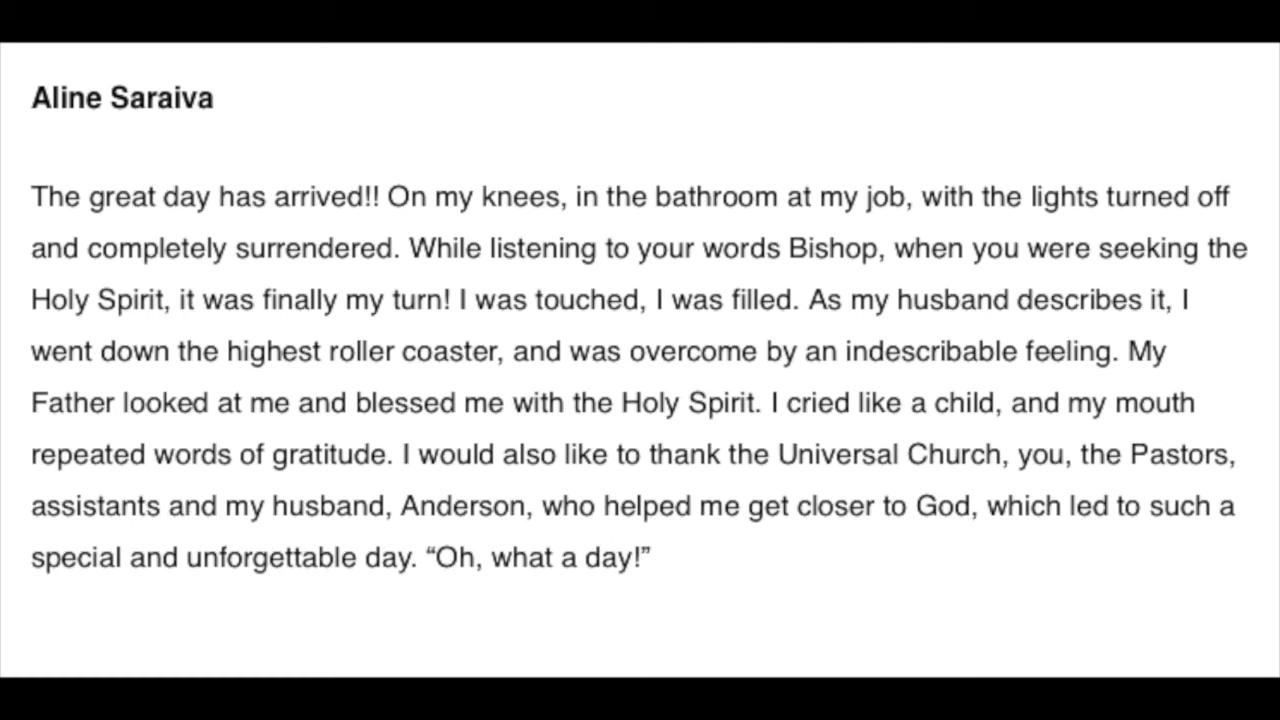 Aline Saraiva
The great day has arrived!! On my knees, in the bathroom at my job, with the lights turned off
and completely surrendered. While listening to your words Bishop, when you were seeking the
Holy Spirit, it was finally my turn! I was touched, I was filled. As my husband describes it, I
went down the highest roller coaster, and was overcome by an indescribable feeling. My
Father looked at me and blessed me with the Holy Spirit. I cried like a child, and my mouth
repeated words of gratitude. I would also like to thank the Universal Church, you, the Pastors,
assistants and my husband, Anderson, who helped me get closer to God, which led to such a
special and unforgettable day. “Oh, what a day!”